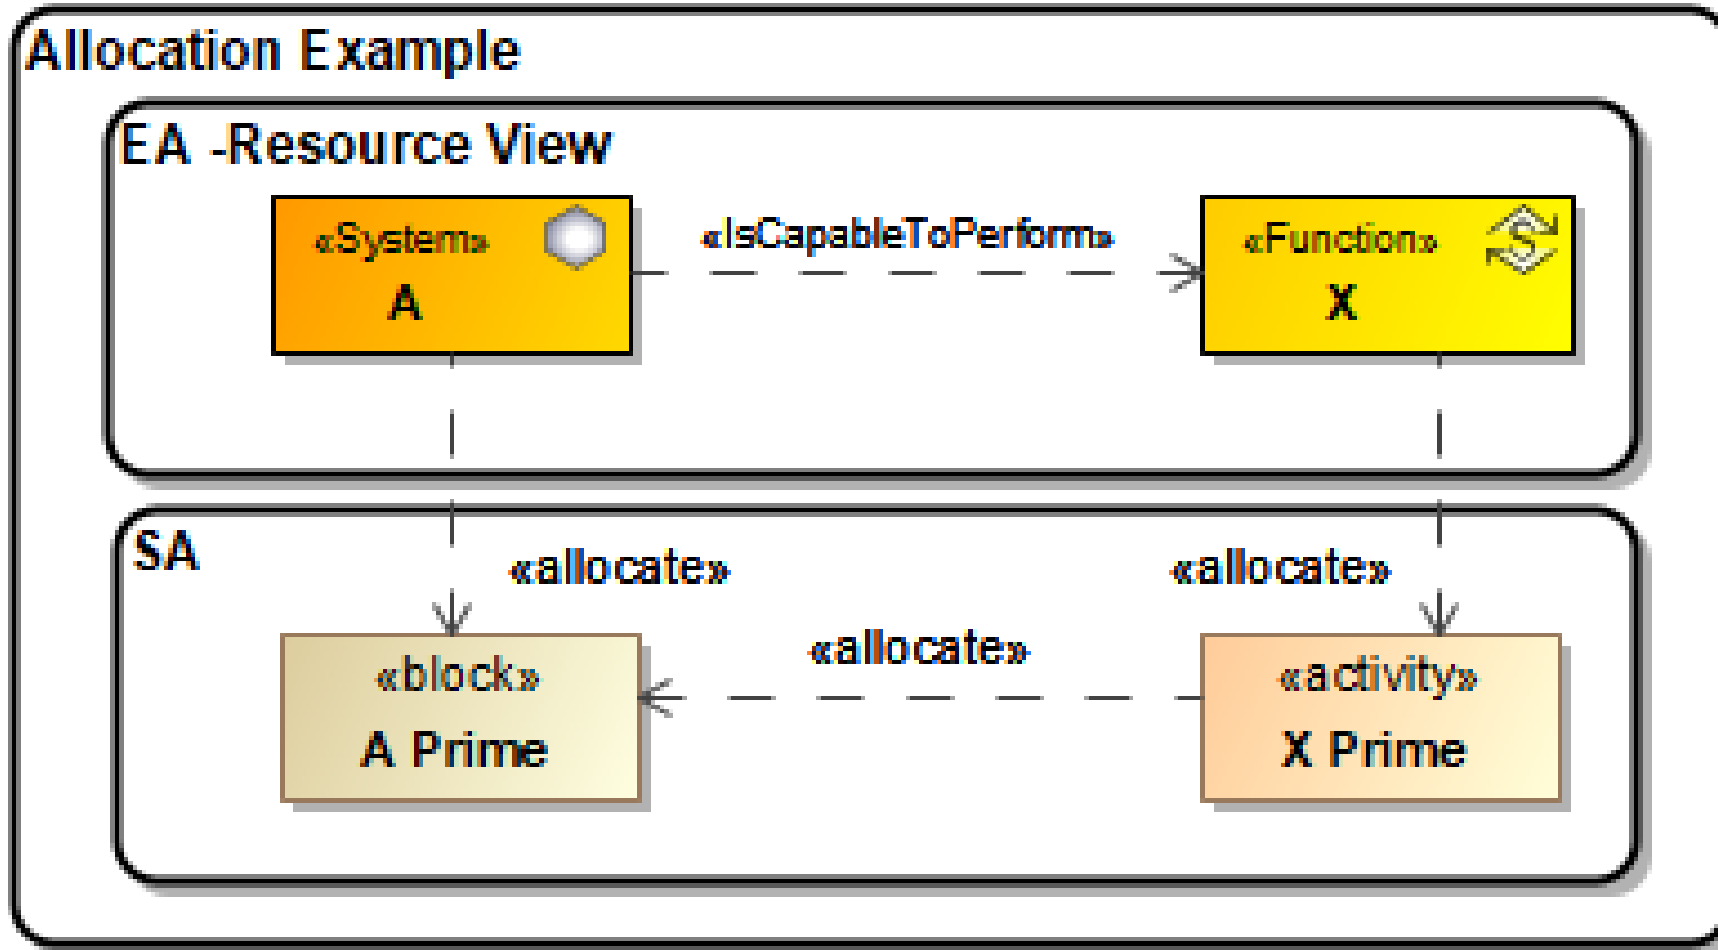 Allocation Example
EA -Resource View
«System»
A
«IsCapableToPerform»
«Function»
S
X
SA
«allocate»
«allocate»
«allocate»
«block»
A Prime
«activity»
X Prime